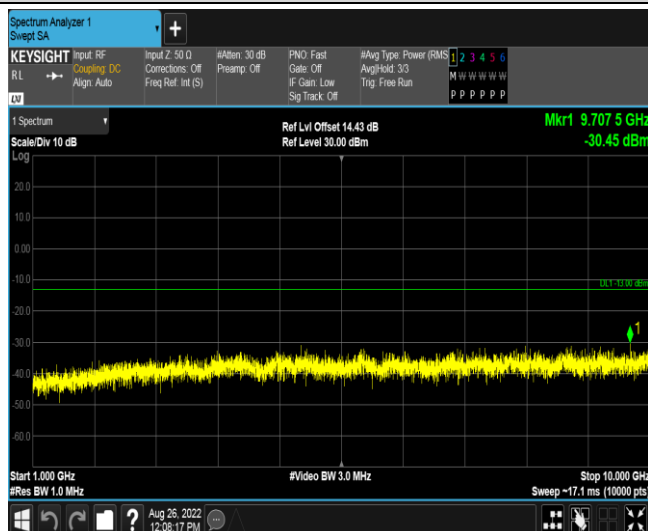 Spectrum Analyzer 1
Swept SA
+
KEYSIGHT Input: RF Input Z: 50 Ω #Atten: 30 dB PNO: Fast #Avg Type: Power (RMS 1 2 3 4 5 6
RL Coupling: DC Corrections: Off Preamp: Off Gate: Off Avg|Hold: 3/3 M W W W W W
Align: Auto Freq Ref: Int (S) IF Gain: Low Trig: Free Run
Sig Track: Off P P P P P P
LXI
1 Spectrum Ref Lvl Offset 14.43 dB Mkr1 9.707 5 GHz
Scale/Div 10 dB Ref Level 30.00 dBm -30.45 dBm
Log
20.0
10.0
0.00
-10.0
DL1 -13.00 dBm
-20.0
1
-30.0
-40.0
-50.0
-60.0
Start 1.000 GHz #Video BW 3.0 MHz Stop 10.000 GHz
#Res BW 1.0 MHz Sweep ~17.1 ms (10000 pts)
? Aug 26, 2022
12:08:17 PM